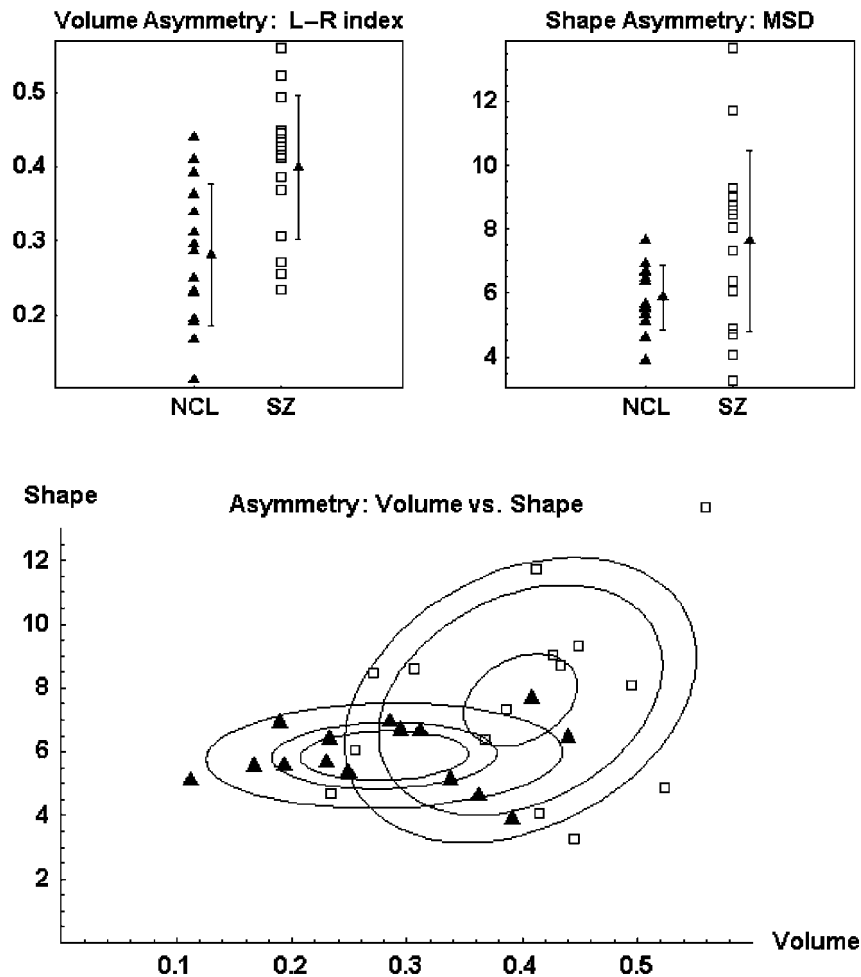 Volume Asymmetry: L–R index
0.5
0.4
0.3
0.2
NCL SZ
Shape Asymmetry: MSD
12
10
8
6
4
NCL SZ
Shape
Asymmetry: Volume vs. Shape
12
10
8
6
4
2
0.1 0.2 0.3 0.4 0.5
Volume